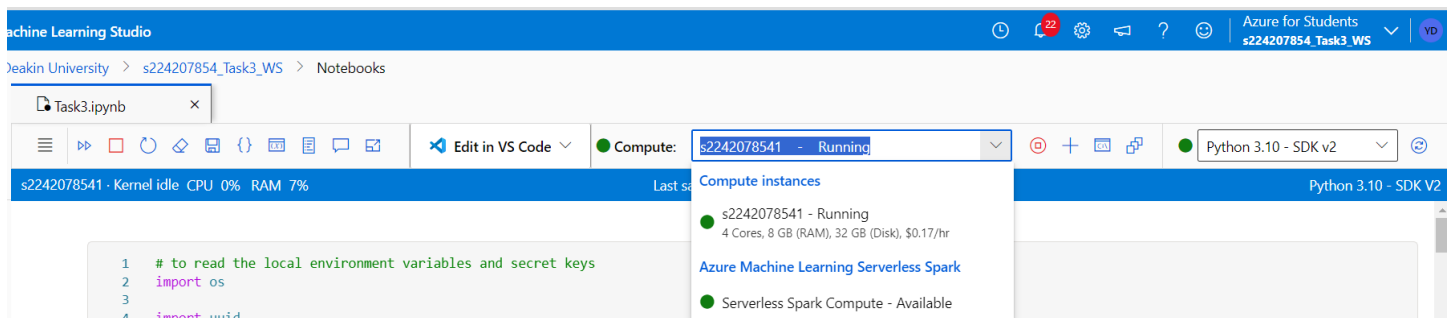 achine Learning Studio
22
Azure for Students
s224207854_Task3_WS
YD
Deakin University > s224207854_Task3_WS > Notebooks
Task3.ipynb ×
Edit in VS Code
Compute:
s2242078541 - Running
Python 3.10 - SDK v2
s2242078541 · Kernel idle CPU 0% RAM 7%
Last sa
Python 3.10 - SDK V2
Compute instances
s2242078541 - Running
4 Cores, 8 GB (RAM), 32 GB (Disk), $0.17/hr
Azure Machine Learning Serverless Spark
Serverless Spark Compute - Available
1 # to read the local environment variables and secret keys
2 import os
3
4 import uuid